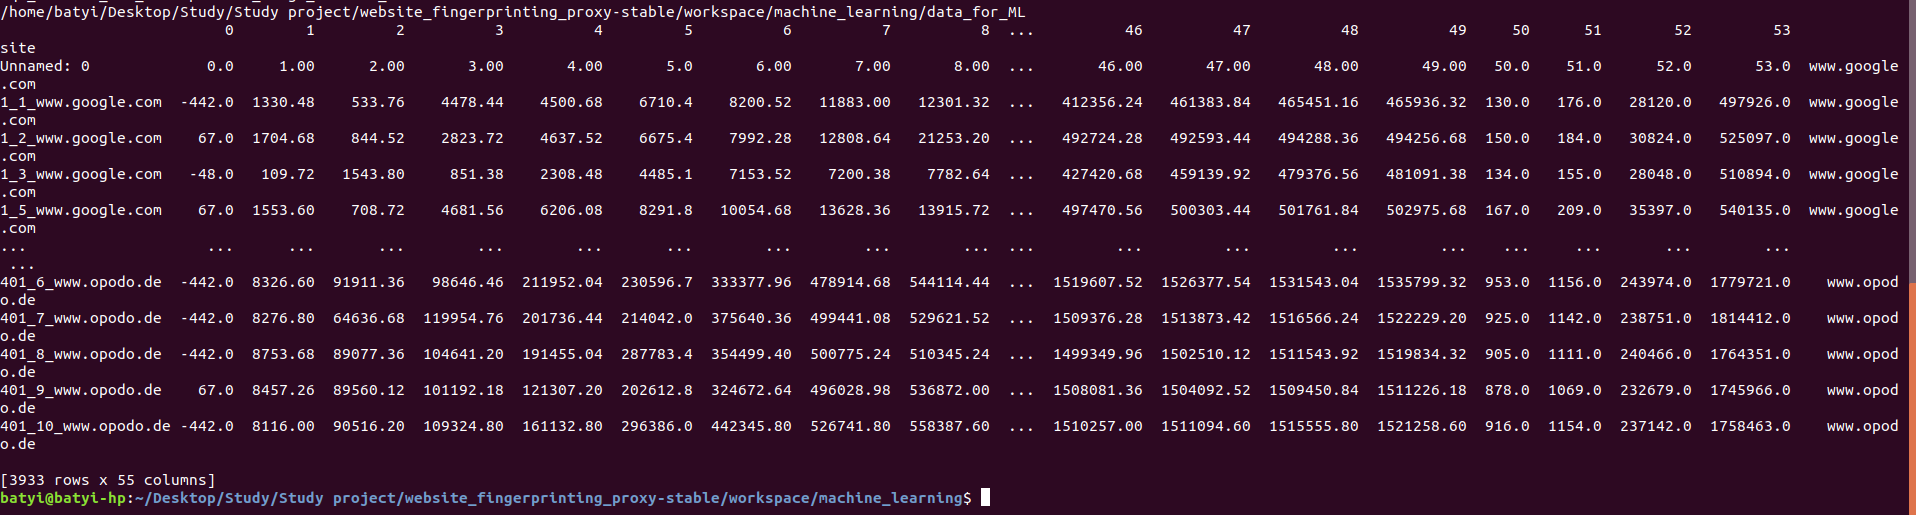 /home/batyi/Desktop/Study/Study project/website_fingerprinting_proxy-stable/workspace/machine_learning/data_for_ML
0 1 2 3 4 5 6 7 8 ... 46 47 48 49 50 51 52 53
site
Unnamed: 0 0.0 1.00 2.00 3.00 4.00 5.0 6.00 7.00 8.00 ... 46.00 47.00 48.00 49.00 50.0 51.0 52.0 53.0 www.google
.com
1_1_www.google.com -442.0 1330.48 533.76 4478.44 4500.68 6710.4 8200.52 11883.00 12301.32 ... 412356.24 461383.84 465451.16 465936.32 130.0 176.0 28120.0 497926.0 www.google
.com
1_2_www.google.com 67.0 1704.68 844.52 2823.72 4637.52 6675.4 7992.28 12808.64 21253.20 ... 492724.28 492593.44 494288.36 494256.68 150.0 184.0 30824.0 525097.0 www.google
.com
1_3_www.google.com -48.0 109.72 1543.80 851.38 2308.48 4485.1 7153.52 7200.38 7782.64 ... 427420.68 459139.92 479376.56 481091.38 134.0 155.0 28048.0 510894.0 www.google
.com
1_5_www.google.com 67.0 1553.60 708.72 4681.56 6206.08 8291.8 10054.68 13628.36 13915.72 ... 497470.56 500303.44 501761.84 502975.68 167.0 209.0 35397.0 540135.0 www.google
.com
... ... ... ... ... ... ... ... ... ... ... ... ... ... ... ... ... ... ...
...
401_6_www.opodo.de -442.0 8326.60 91911.36 98646.46 211952.04 230596.7 333377.96 478914.68 544114.44 ... 1519607.52 1526377.54 1531543.04 1535799.32 953.0 1156.0 243974.0 1779721.0 www.opod
o.de
401_7_www.opodo.de -442.0 8276.80 64636.68 119954.76 201736.44 214042.0 375640.36 499441.08 529621.52 ... 1509376.28 1513873.42 1516566.24 1522229.20 925.0 1142.0 238751.0 1814412.0 www.opod
o.de
401_8_www.opodo.de -442.0 8753.68 89077.36 104641.20 191455.04 287783.4 354499.40 500775.24 510345.24 ... 1499349.96 1502510.12 1511543.92 1519834.32 905.0 1111.0 240466.0 1764351.0 www.opod
o.de
401_9_www.opodo.de 67.0 8457.26 89560.12 101192.18 121307.20 202612.8 324672.64 496028.98 536872.00 ... 1508081.36 1504092.52 1509450.84 1511226.18 878.0 1069.0 232679.0 1745966.0 www.opod
o.de
401_10_www.opodo.de -442.0 8116.00 90516.20 109324.80 161132.80 296386.0 442345.80 526741.80 558387.60 ... 1510257.00 1511094.60 1515555.80 1521258.60 916.0 1154.0 237142.0 1758463.0 www.opod
o.de
[3933 rows x 55 columns]
batyi@batyi-hp:~/Desktop/Study/Study project/website_fingerprinting_proxy-stable/workspace/machine_learning$